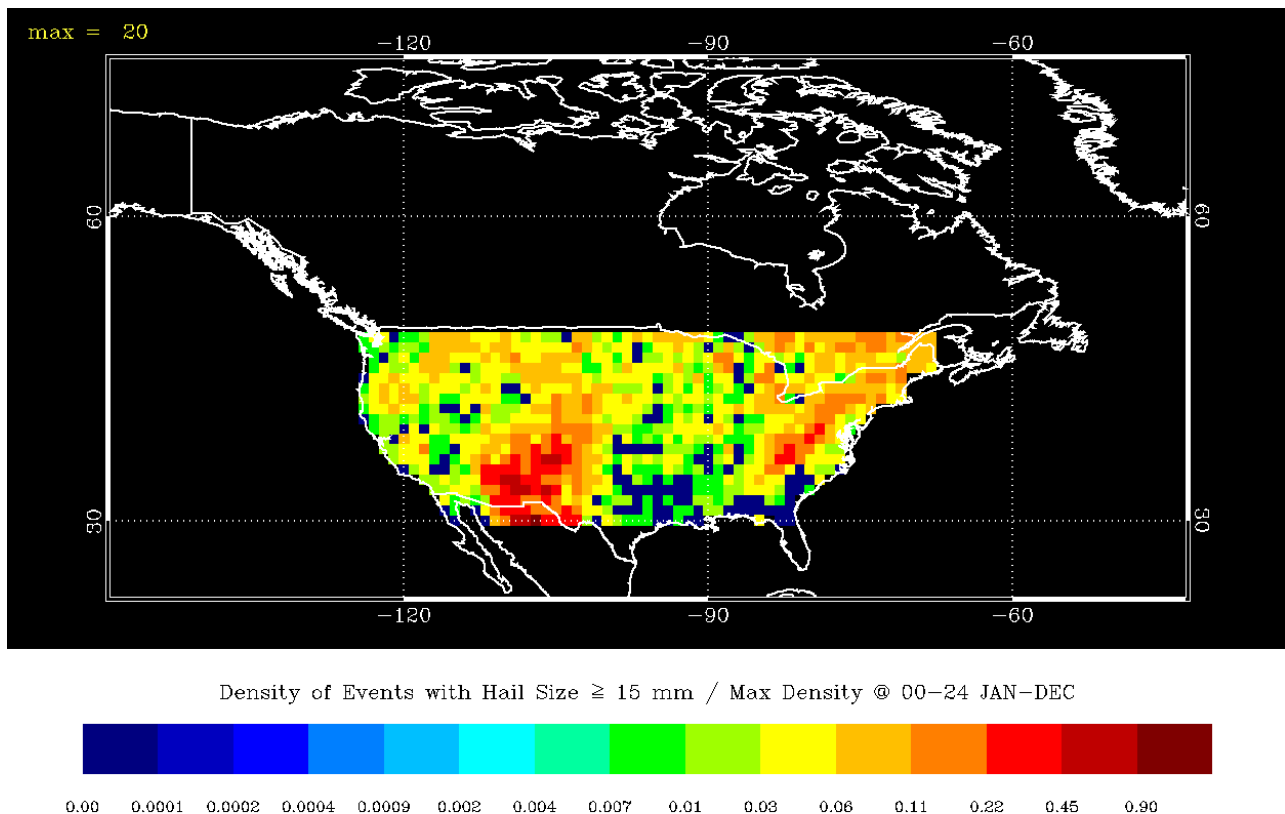 max = 20
-120 -90 -60
60 60
30 30
-120 -90 -60
Density of Events with Hail Size ≥ 15 mm / Max Density @ 00-24 JAN-DEC
0.00 0.0001 0.0002 0.0004 0.0009 0.002 0.004 0.007 0.01 0.03 0.06 0.11 0.22 0.45 0.90